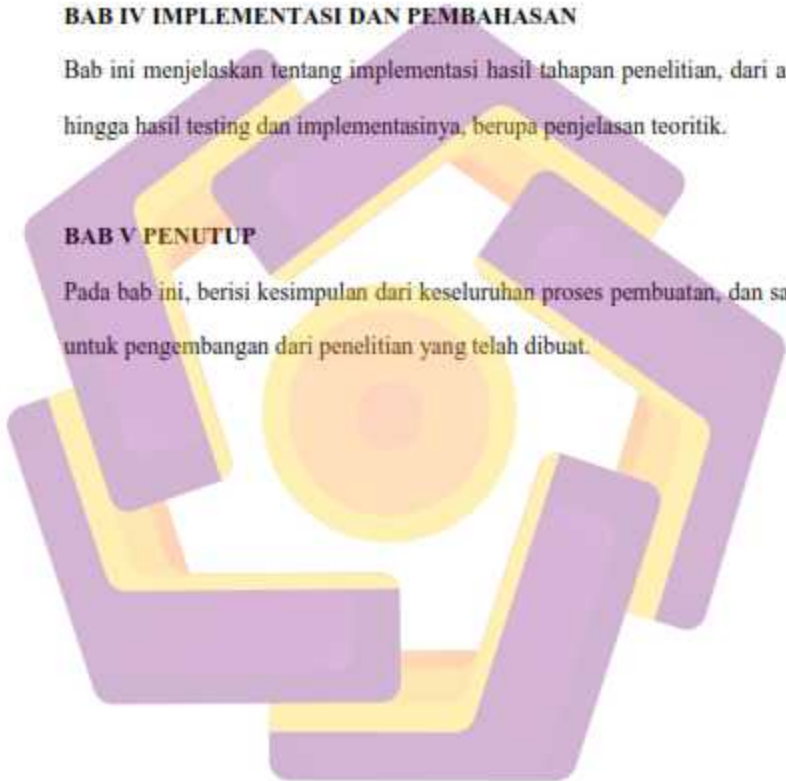 BAB IV IMPLEMENTASI DAN PEMBAHASAN
Bab ini menjelaskan tentang implementasi hasil tahapan penelitian, dari
hingga hasil testing dan implementasinya, berupa penjelasan teoritik.
BAB V PENUTUP
Pada bab ini, berisi kesimpulan dari keseluruhan proses pembuatan, dan
untuk pengembangan dari penelitian yang telah dibuat.